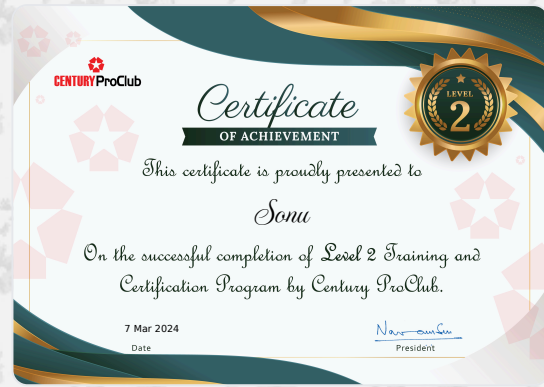 CENTURY ProClub
Certificate
OF ACHIEVEMENT
LEVEL
2
This certificate is proudly presented to
Sonu
On the successful completion of Level 2 Training and
Certification Program by Century ProClub.
7 Mar 2024
Date
President